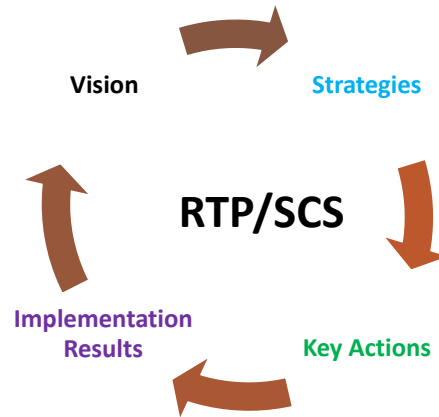 Vision
Strategies
RTP/SCS
Implementation
Results
Key Actions